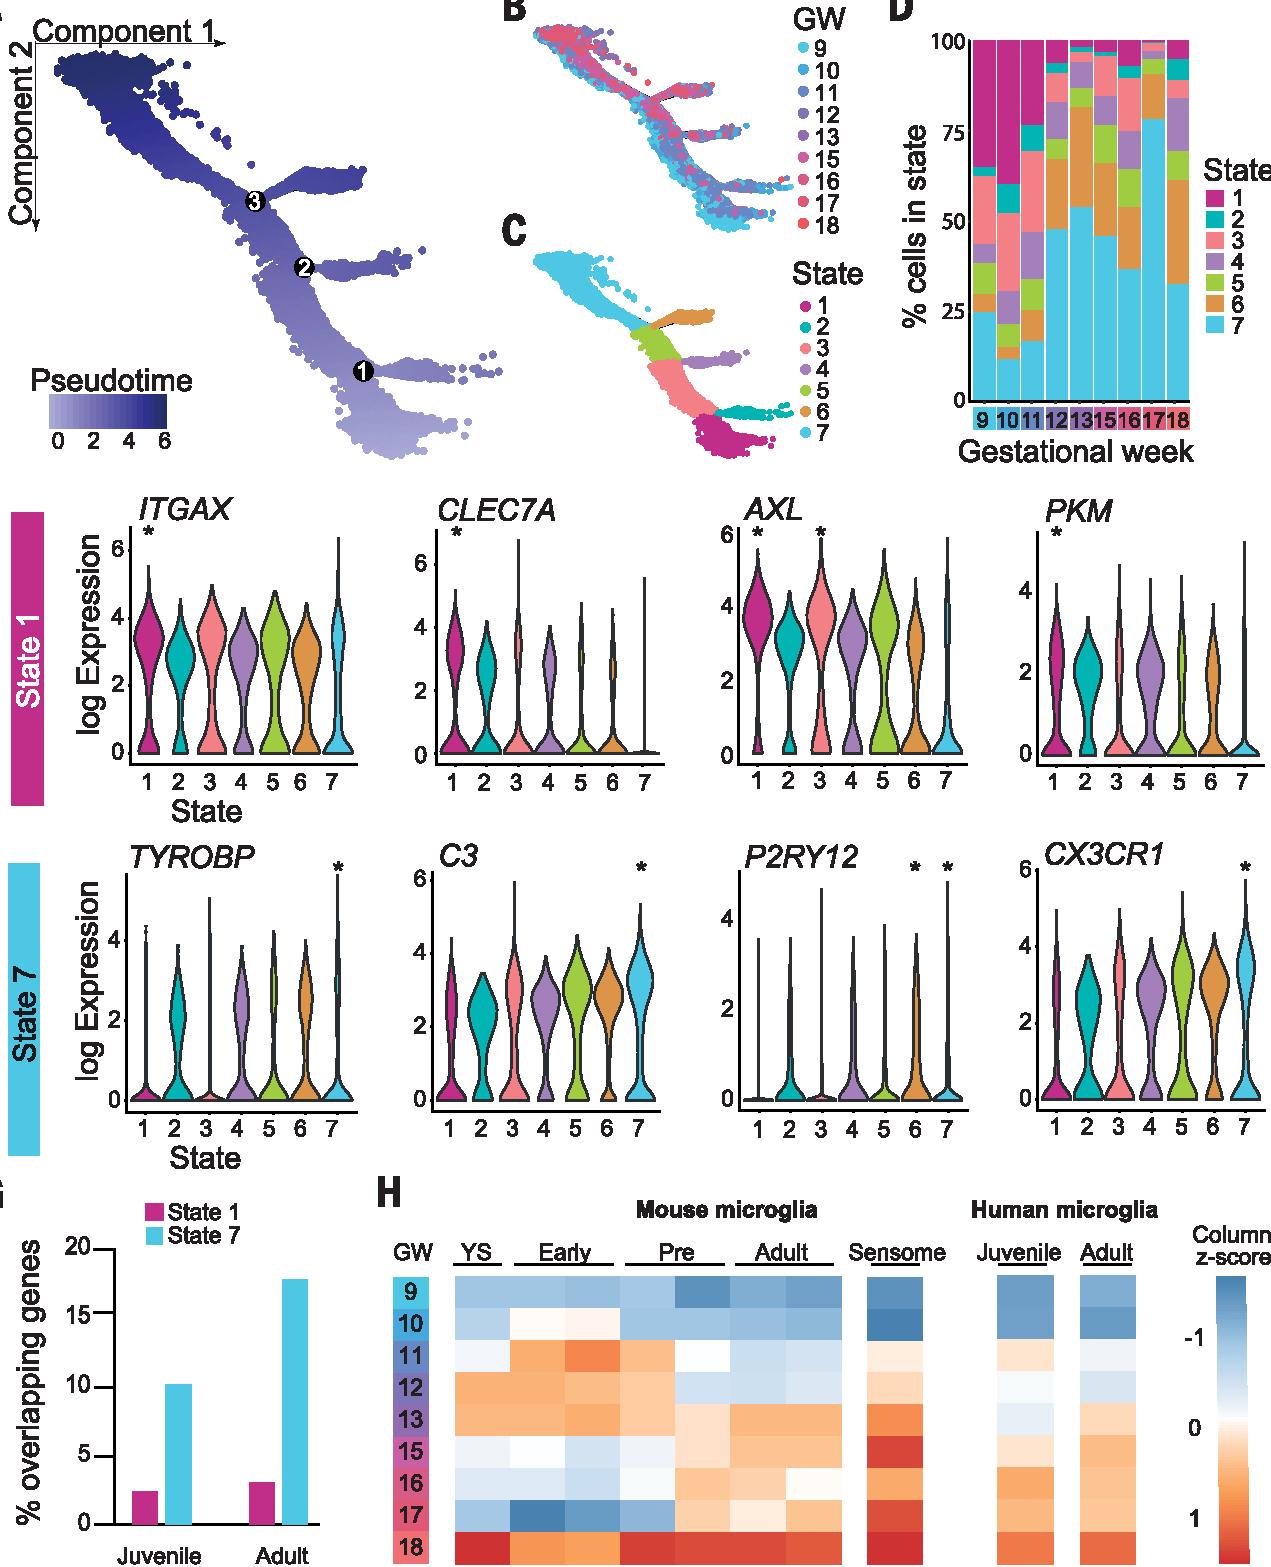 Component 1
Component 2
3
2
1
Pseudotime
0 2 4 6
B
GW
9
10
11
12
13
15
16
17
18
C
State
1
2
3
4
5
6
7
D
% cells in state
100
75
50
25
0
9 10 11 12 13 15 16 17 18
Gestational week
State
1
2
3
4
5
6
7
State 1
ITGAX
*
log Expression
6
4
2
0
1 2 3 4 5 6 7
State
CLEC7A
*
6
4
2
0
1 2 3 4 5 6 7
AXL
* *
6
4
2
0
1 2 3 4 5 6 7
PKM
*
4
2
0
1 2 3 4 5 6 7
State 7
TYROBP
*
log Expression
4
2
0
1 2 3 4 5 6 7
State
C3
*
6
4
2
0
1 2 3 4 5 6 7
P2RY12
* *
4
2
0
1 2 3 4 5 6 7
CX3CR1
*
6
4
2
0
1 2 3 4 5 6 7
State 1
State 7
% overlapping genes
20
15
10
5
0
Juvenile Adult
H
Mouse microglia Human microglia
GW YS Early Pre Adult Sensome Juvenile Adult
9
10
11
12
13
15
16
17
18
Column
z-score
-1
0
1